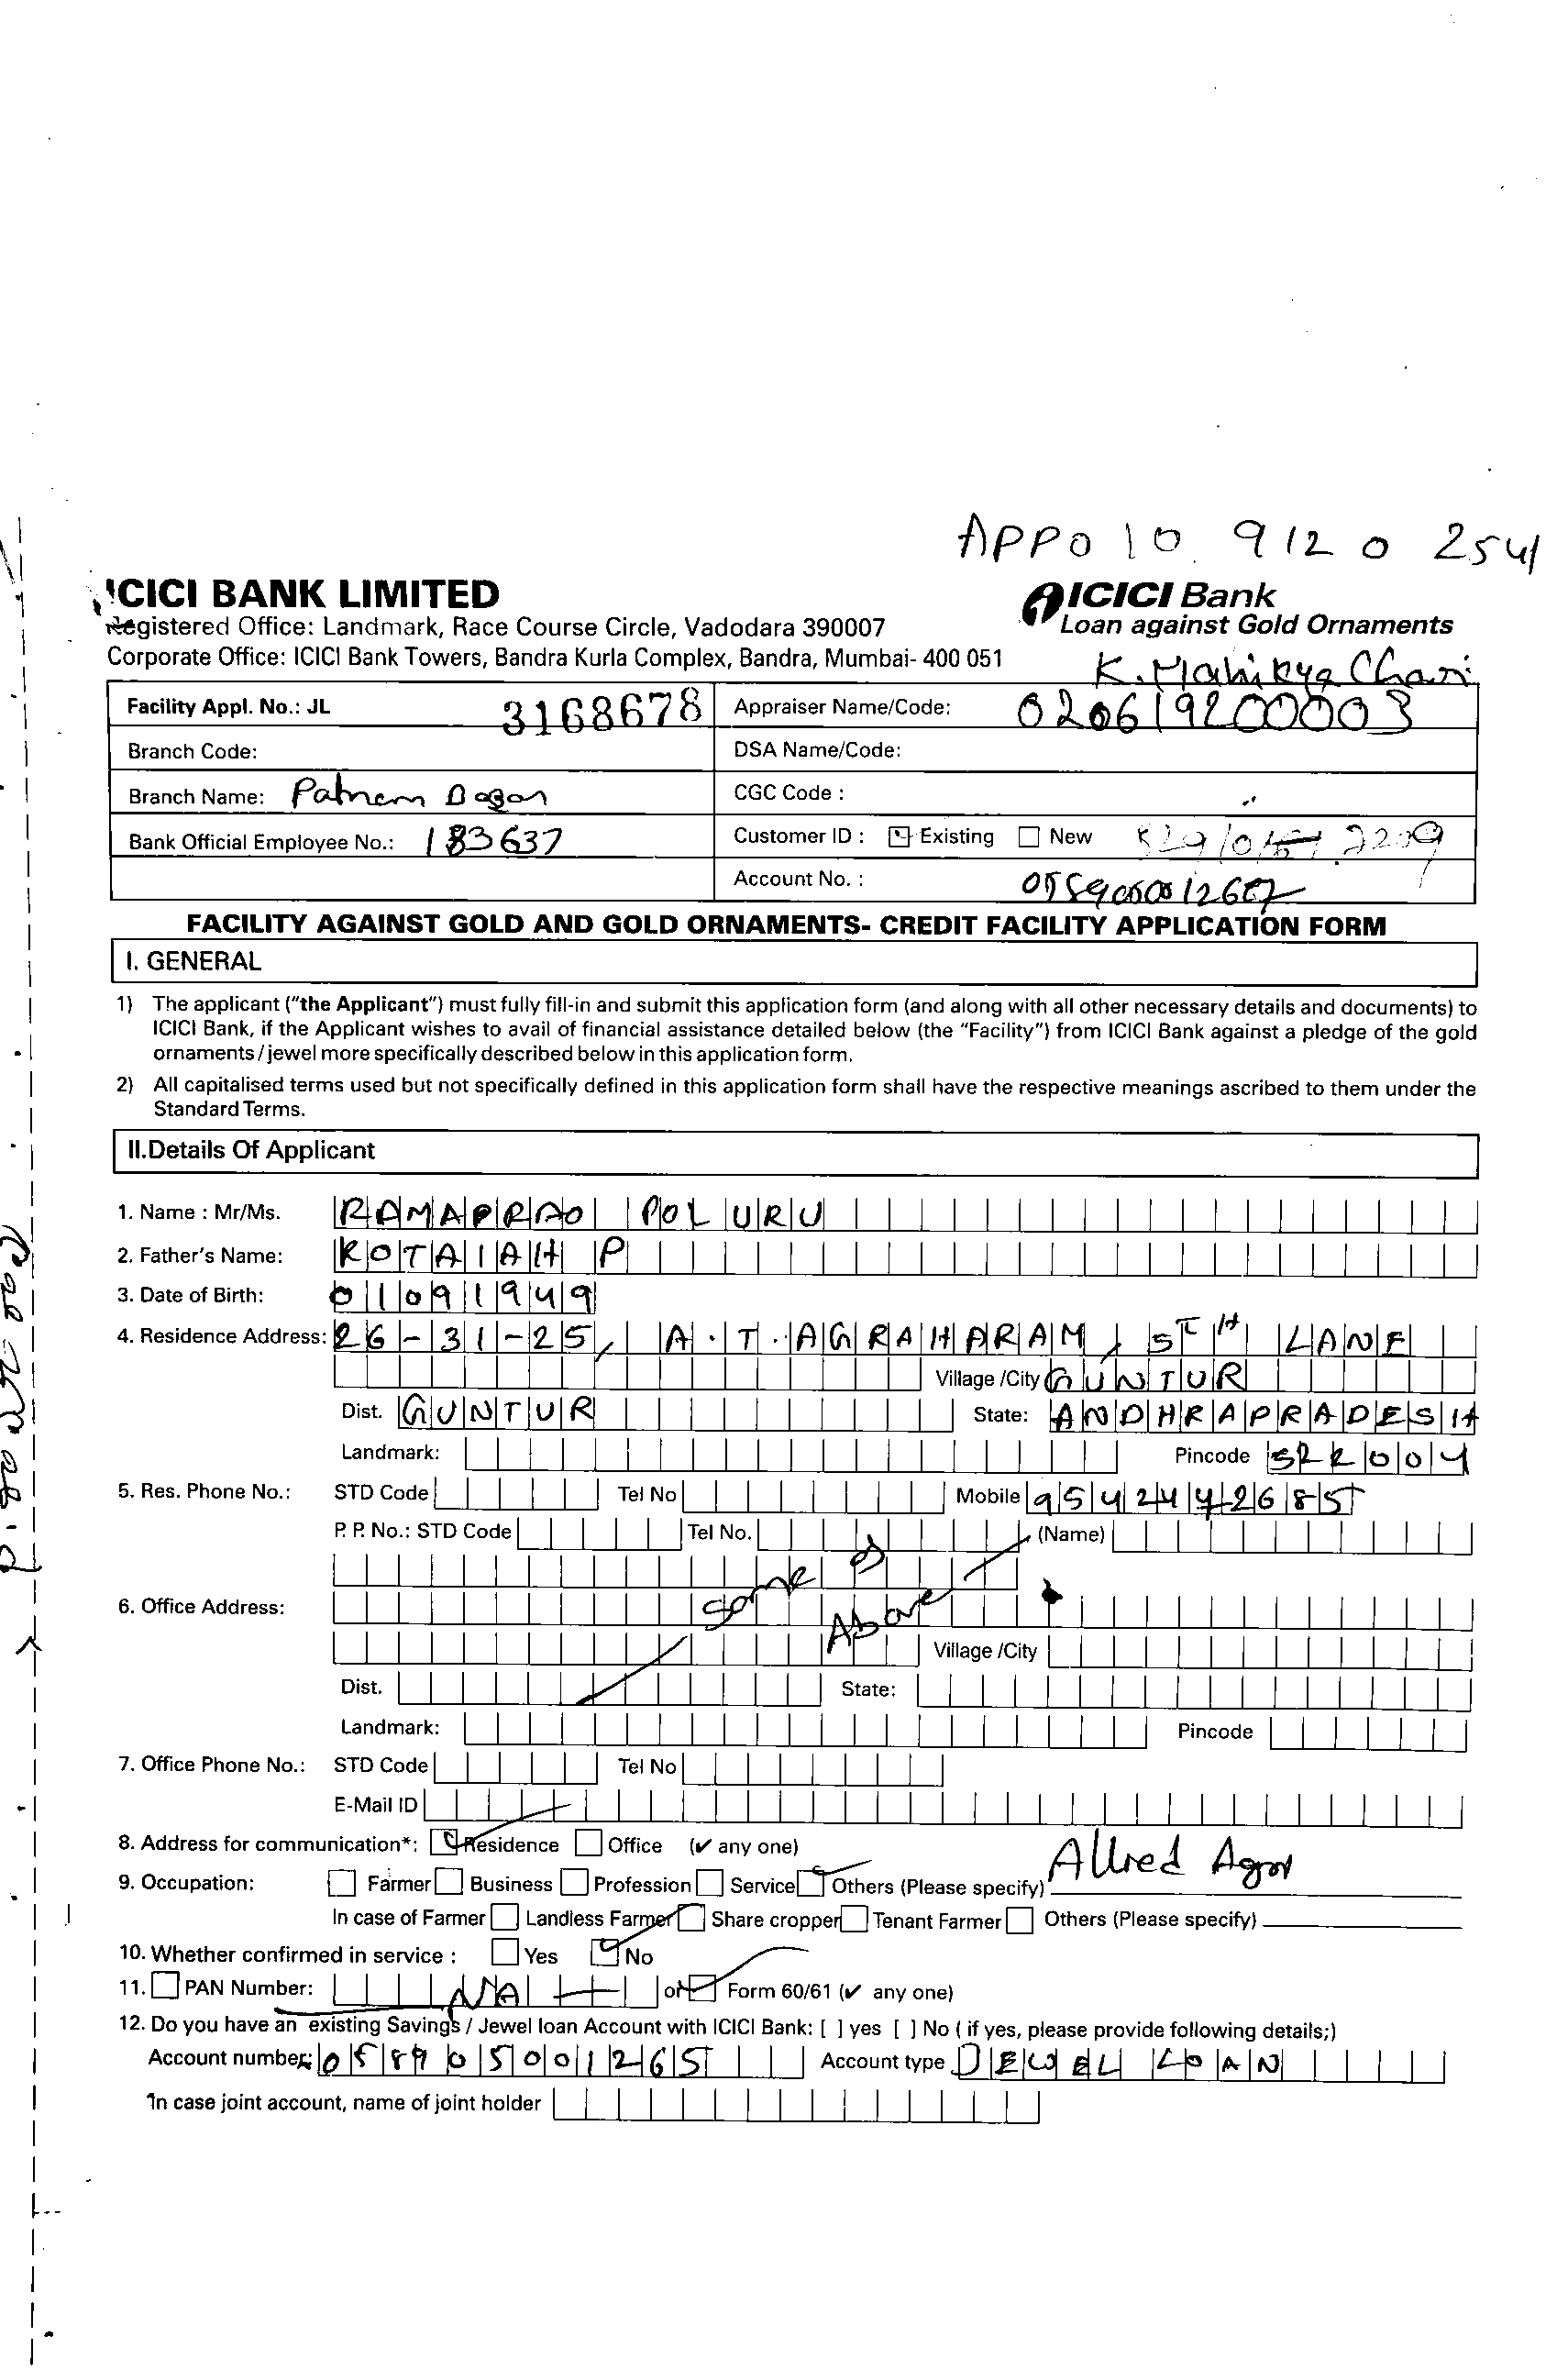 APP010 9120 2541
ICICI BANK LIMITED
Registered Office: Landmark, Race Course Circle, Vadodara 390007
Corporate Office: ICICI Bank Towers, Bandra Kurla Complex, Bandra, Mumbai- 400 051
ICICI Bank
Loan against Gold Ornaments
Facility Appl. No.: JL 3168678
Appraiser Name/Code: K. Manikya Chari 02061920003
Branch Code:
DSA Name/Code:
Branch Name:
CGC Code :
Bank Official Employee No.: 183637
Customer ID : Existing New
Account No. :
FACILITY AGAINST GOLD AND GOLD ORNAMENTS- CREDIT FACILITY APPLICATION FORM
I. GENERAL
1) The applicant ("the Applicant") must fully fill-in and submit this application form (and along with all other necessary details and documents) to
ICICI Bank, if the Applicant wishes to avail of financial assistance detailed below (the "Facility") from ICICI Bank against a pledge of the gold
ornaments/jewel more specifically described below in this application form.
2) All capitalised terms used but not specifically defined in this application form shall have the respective meanings ascribed to them under the
Standard Terms.
II.Details Of Applicant
1. Name : Mr/Ms. RAMAPRAO POLURU
2. Father's Name: KOTAIAH P
3. Date of Birth: 01091949
4. Residence Address: 26-31-25, A.T. AGRAHARAM, 5TH LANE
Village /City GUNTUR
Dist. GUNTUR State: ANDHRAPRADESH
Landmark: Pincode 522004
5. Res. Phone No.: STD Code Tel No Mobile 9542442685
P. P. No.: STD Code Tel No. (Name)
same as Above
6. Office Address:
Village /City
Dist. State:
Landmark: Pincode
7. Office Phone No.: STD Code Tel No
E-Mail ID
8. Address for communication*: Residence Office (✔ any one)
9. Occupation: Farmer Business Profession Service Others (Please specify) Allred Agri
In case of Farmer Landless Farmer Share cropper Tenant Farmer Others (Please specify)
10. Whether confirmed in service : Yes No
11. PAN Number: NA or Form 60/61 (✔ any one)
12. Do you have an existing Savings / Jewel loan Account with ICICI Bank: [ ] yes [ ] No ( if yes, please provide following details;)
Account number: 058905001265 Account type JEWEL LOAN
In case joint account, name of joint holder